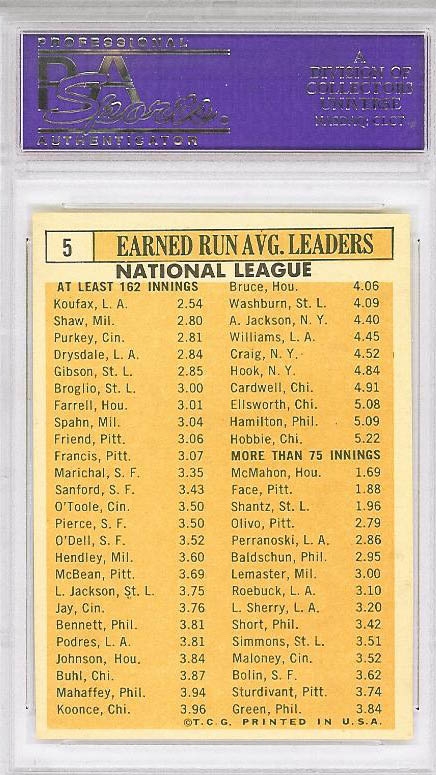 PROFESSIONAL
PSA
Sports
AUTHENTICATOR
A
DIVISION OF
COLLECTORS
UNIVERSE
NASDAQ: CLCT
5 EARNED RUN AVG. LEADERS
NATIONAL LEAGUE
AT LEAST 162 INNINGS
Koufax, L. A. 2.54
Shaw, Mil. 2.80
Purkey, Cin. 2.81
Drysdale, L. A. 2.84
Gibson, St. L. 2.85
Broglio, St. L. 3.00
Farrell, Hou. 3.01
Spahn, Mil. 3.04
Friend, Pitt. 3.06
Francis, Pitt. 3.07
Marichal, S. F. 3.35
Sanford, S. F. 3.43
O'Toole, Cin. 3.50
Pierce, S. F. 3.50
O'Dell, S. F. 3.52
Hendley, Mil. 3.60
McBean, Pitt. 3.69
L. Jackson, St. L. 3.75
Jay, Cin. 3.76
Bennett, Phil. 3.81
Podres, L. A. 3.81
Johnson, Hou. 3.84
Buhl, Chi. 3.87
Mahaffey, Phil. 3.94
Koonce, Chi. 3.96
Bruce, Hou. 4.06
Washburn, St. L. 4.09
A. Jackson, N. Y. 4.40
Williams, L. A. 4.45
Craig, N. Y. 4.52
Hook, N. Y. 4.84
Cardwell, Chi. 4.91
Ellsworth, Chi. 5.08
Hamilton, Phil. 5.09
Hobbie, Chi. 5.22
MORE THAN 75 INNINGS
McMahon, Hou. 1.69
Face, Pitt. 1.88
Shantz, St. L. 1.96
Olivo, Pitt. 2.79
Perranoski, L. A. 2.86
Baldschun, Phil. 2.95
Lemaster, Mil. 3.00
Roebuck, L. A. 3.10
L. Sherry, L. A. 3.20
Short, Phil. 3.42
Simmons, St. L. 3.51
Maloney, Cin. 3.52
Bolin, S. F. 3.62
Sturdivant, Pitt. 3.74
Green, Phil. 3.84
©T.C.G. PRINTED IN U.S.A.